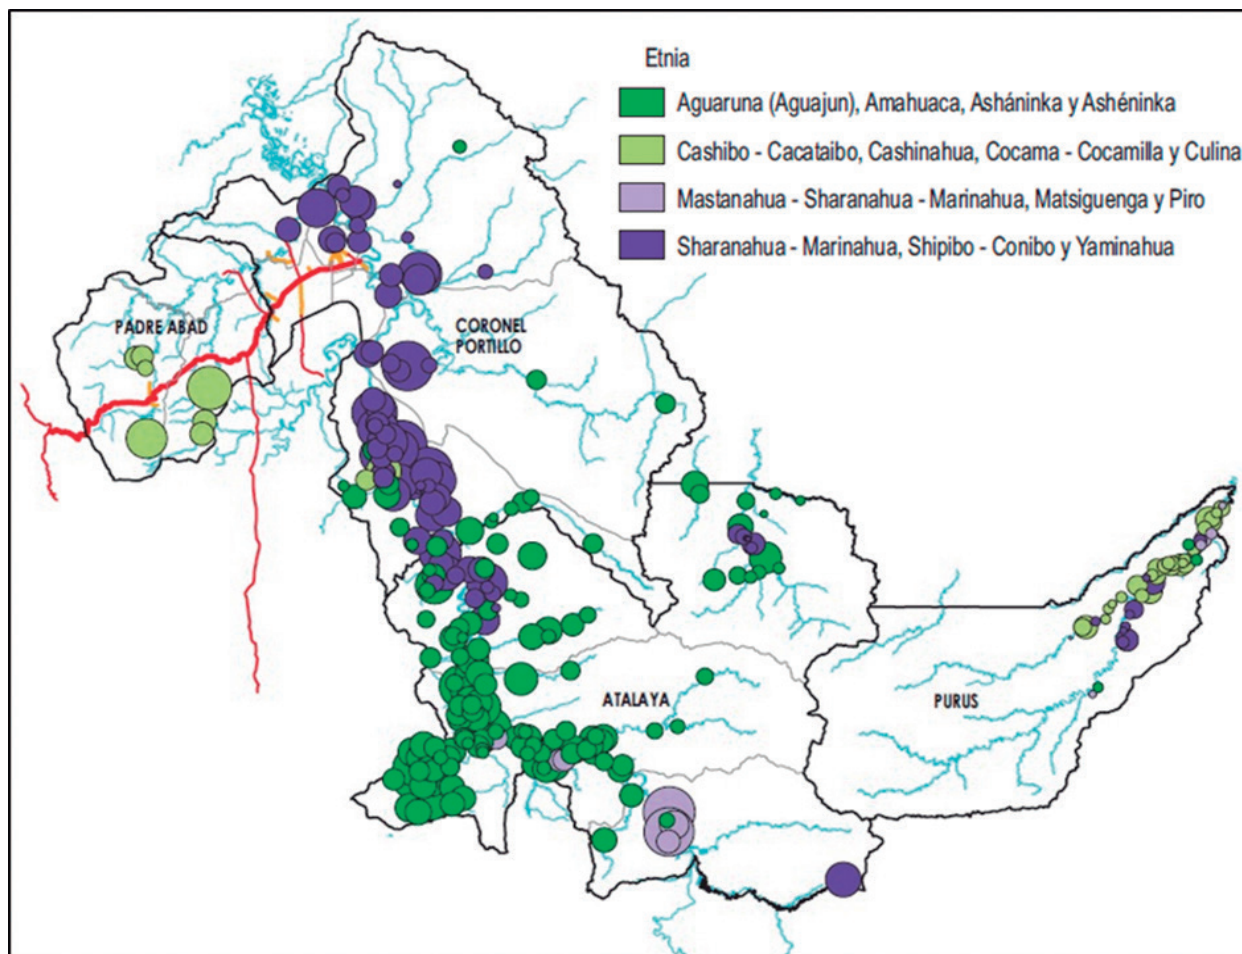 Etnia
Aguaruna (Aguajun), Amahuaca, Asháninka y Ashéninka
Cashibo - Cacataibo, Cashinahua, Cocama - Cocamilla y Culina
Mastanahua - Sharanahua - Marinahua, Matsiguenga y Piro
Sharanahua - Marinahua, Shipibo - Conibo y Yaminahua
PADRE ABAD
CORONEL
PORTILLO
ATALAYA
PURUS